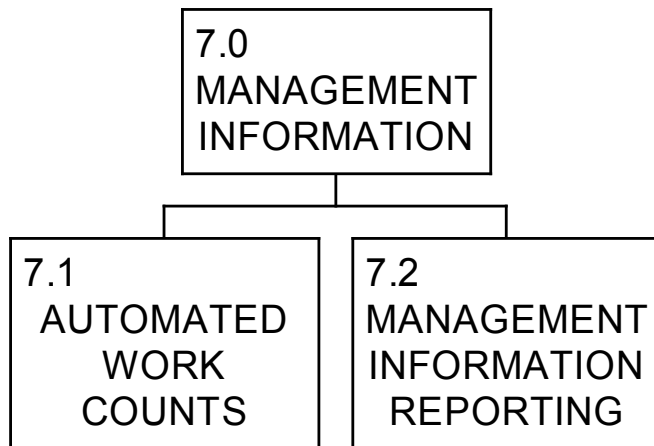 7.0
MANAGEMENT
INFORMATION
7.1
AUTOMATED
WORK
COUNTS
7.2
MANAGEMENT
INFORMATION
REPORTING